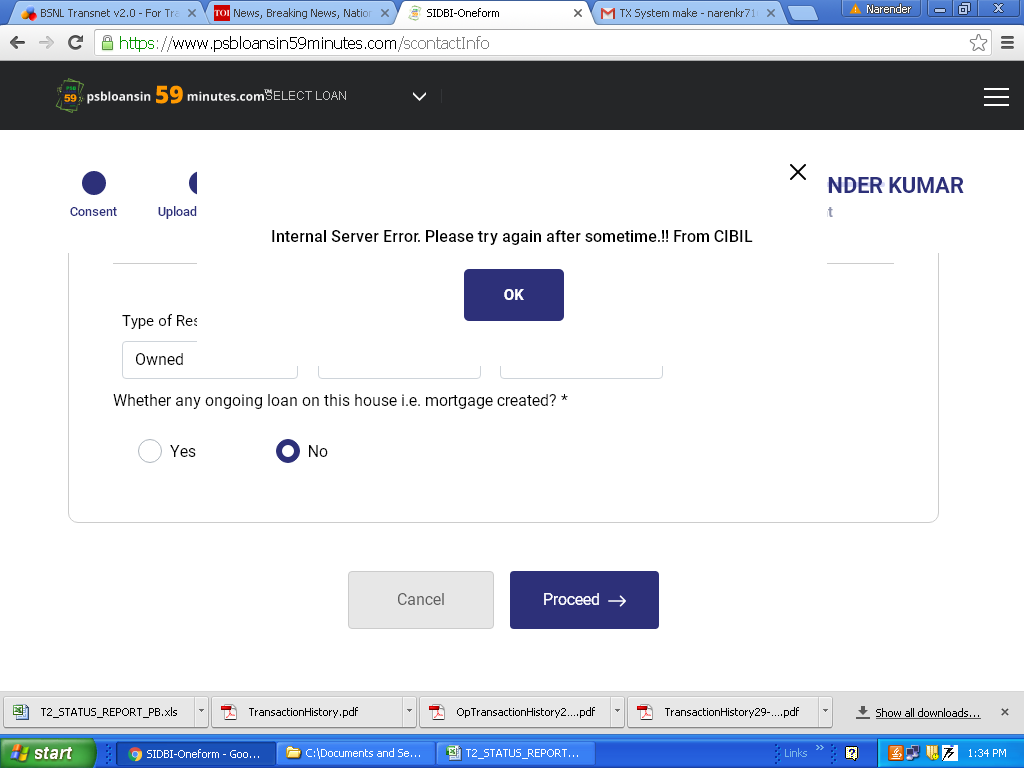 BSNL Transnet v2.0 - For Tra
News, Breaking News, Nation
SIDBI-Oneform
TX System make - narenkr71
Narender
https://www.psbloansin59minutes.com/scontactInfo
PSB
59
psbloansin 59 minutes.com™
SELECT LOAN
NDER KUMAR
Consent
Upload
t
Internal Server Error. Please try again after sometime.!! From CIBIL
OK
Type of Res
Owned
Whether any ongoing loan on this house i.e. mortgage created? *
Yes
No
Cancel
Proceed
T2_STATUS_REPORT_PB.xls
TransactionHistory.pdf
OpTransactionHistory2....pdf
TransactionHistory29-....pdf
Show all downloads...
start
SIDBI-Oneform - Goo...
C:\Documents and Se...
T2_STATUS_REPORT...
Links
1:34 PM